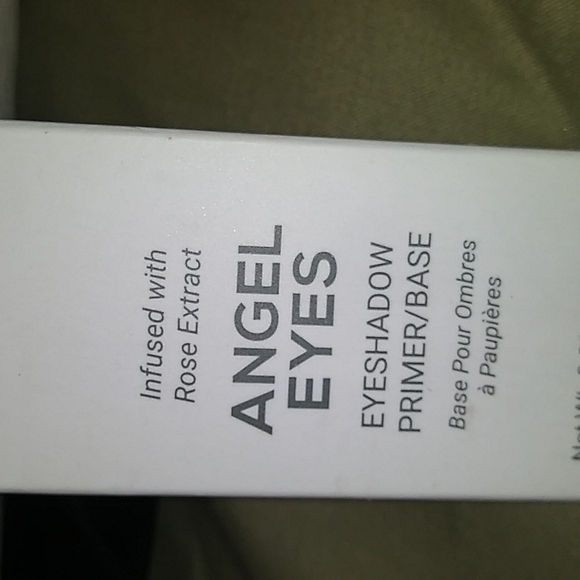 Infused with
Rose Extract
ANGEL
EYES
EYESHADOW
PRIMER/BASE
Base Pour Ombres
à Paupières